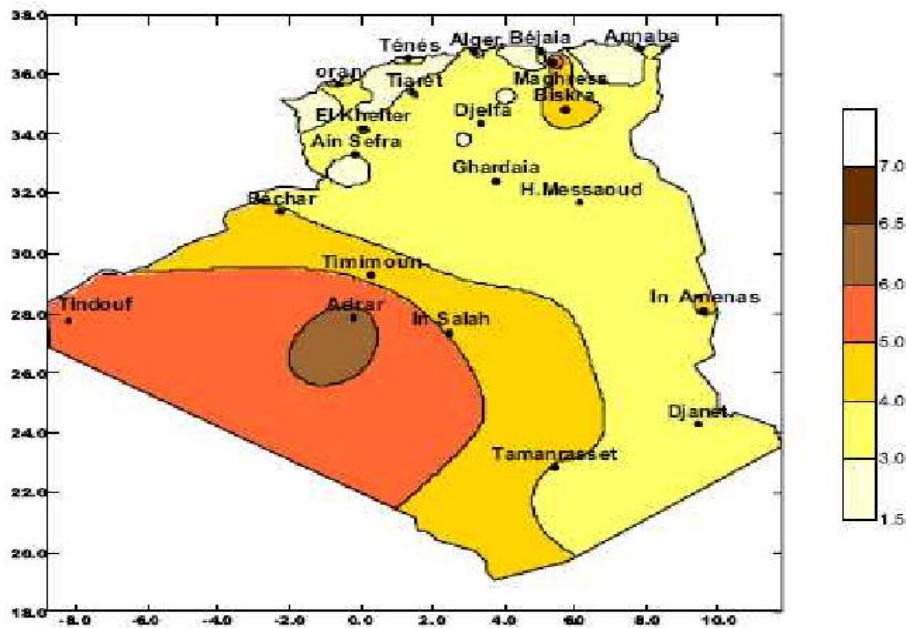 38.0
36.0
34.0
32.0
30.0
28.0
26.0
24.0
22.0
20.0
18.0
Alger Béjaia Annaba
Ténés
oran
Tiaret
Maghress
Biskra
El Kheiter
Djelfa
Ain Sefra
Ghardaia
H.Messaoud
Béchar
Timimoun
Tindouf
Adrar
In Salah
In Amenas
Djanet
Tamanrasset
-8.0 -6.0 -4.0 -2.0 0.0 2.0 4.0 6.0 8.0 10.0
7.0
6.5
6.0
5.0
4.0
3.0
1.5